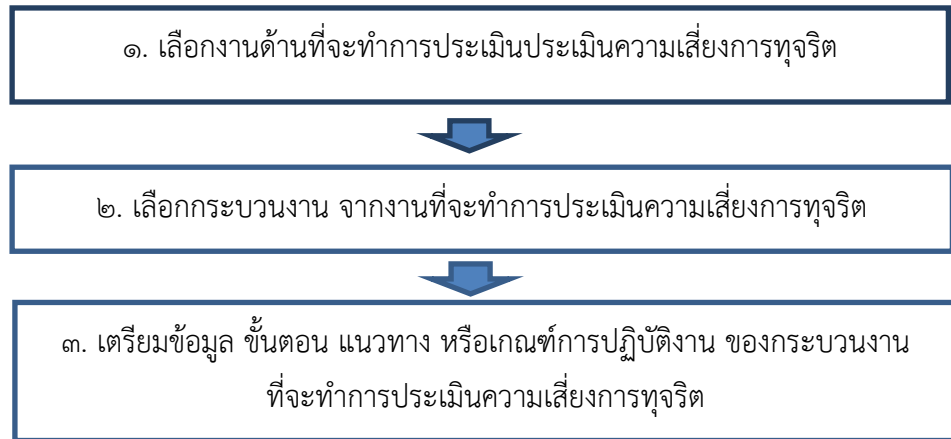 ๑. เลือกงานด้านที่จะทำการประเมินประเมินความเสี่ยงการทุจริต
๒. เลือกกระบวนงาน จากงานที่จะทำการประเมินความเสี่ยงการทุจริต
๓. เตรียมข้อมูล ขั้นตอน แนวทาง หรือเกณฑ์การปฏิบัติงาน ของกระบวนงาน
ที่จะทำการประเมินความเสี่ยงการทุจริต